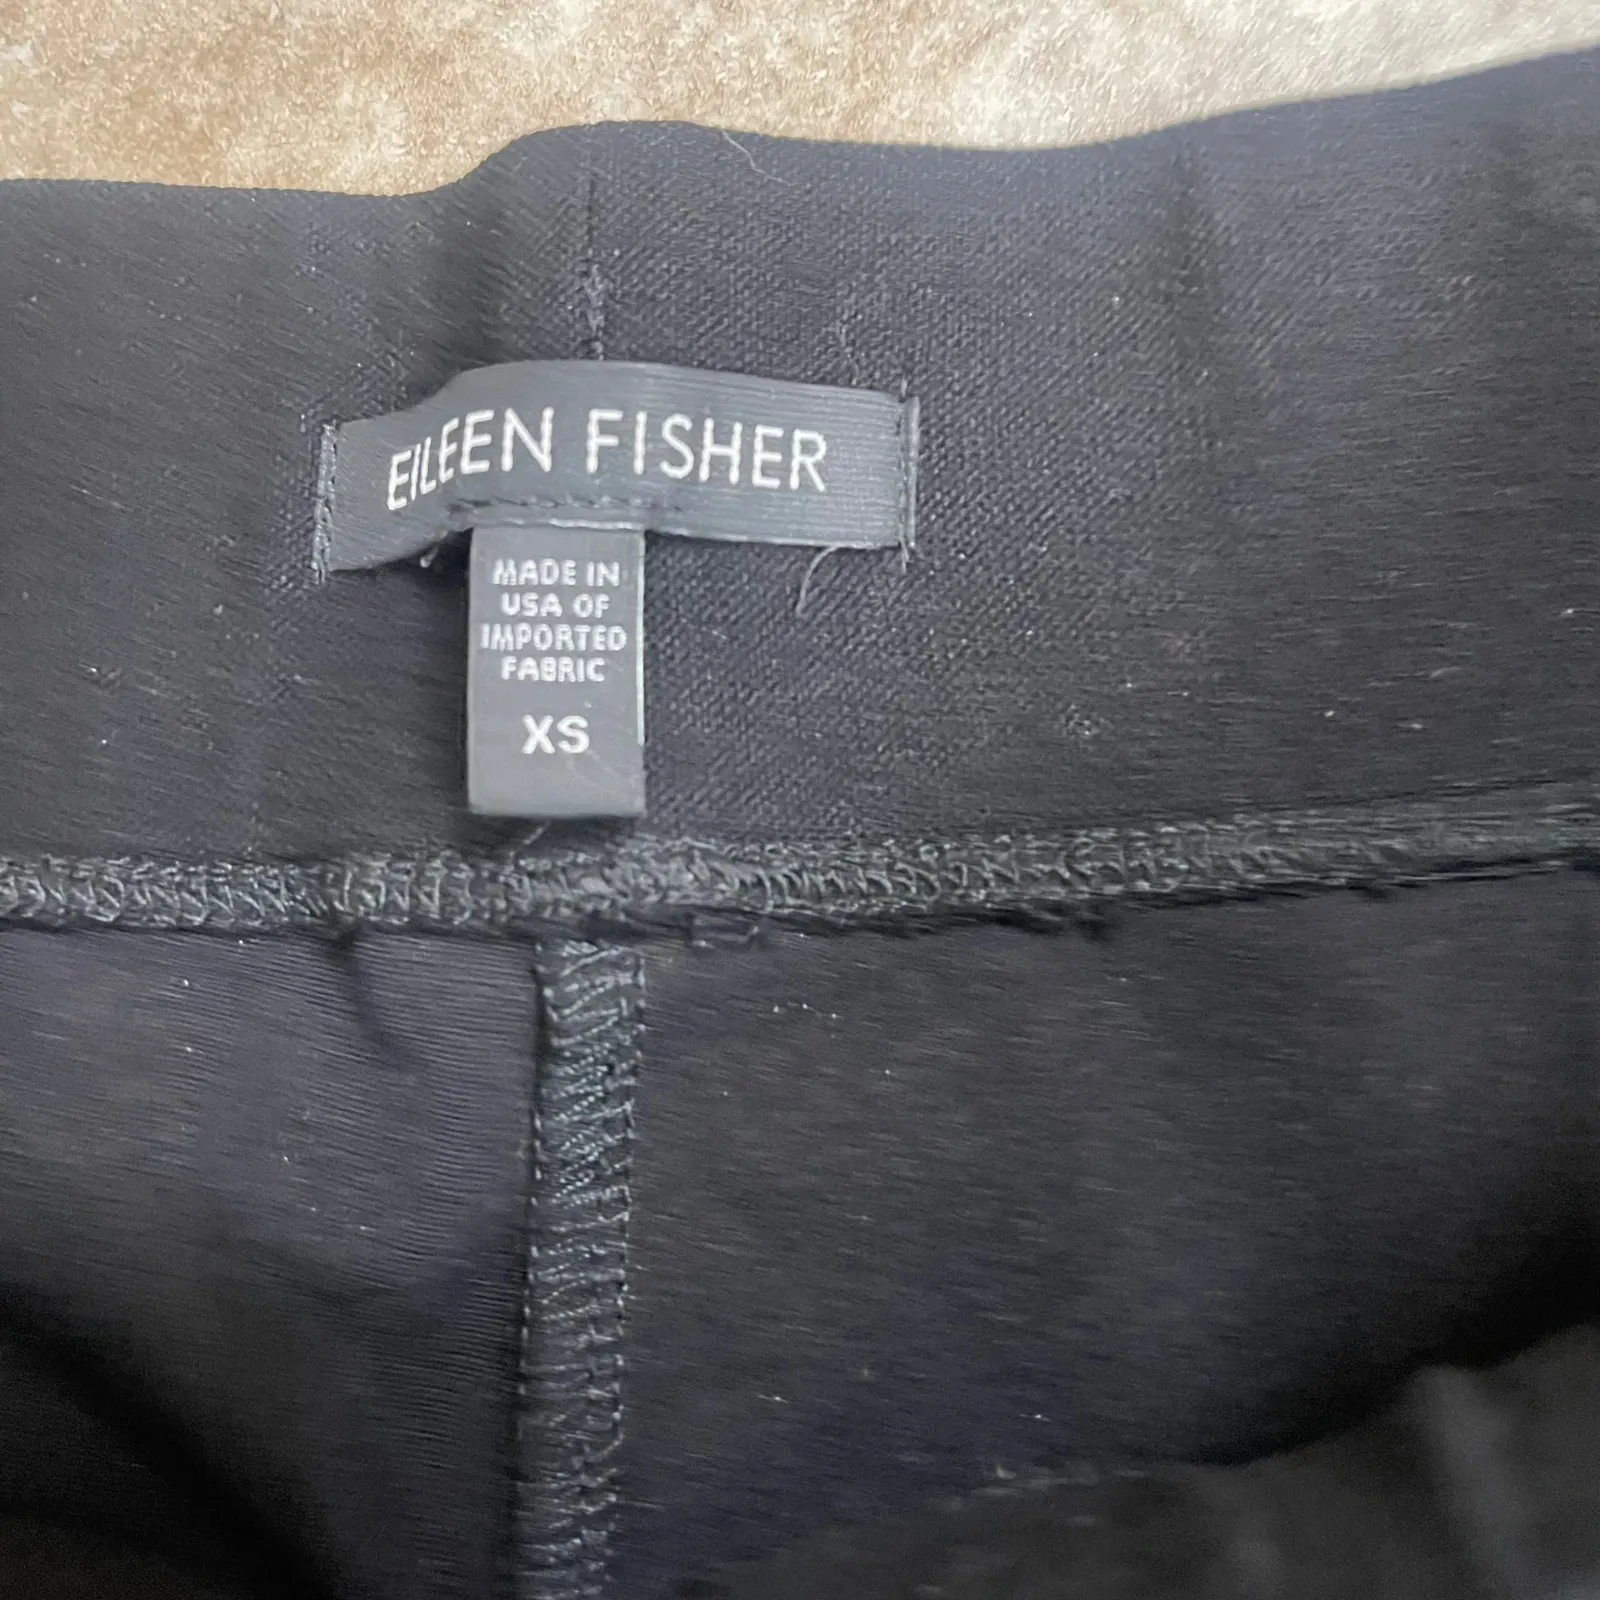 EILEEN FISHER
MADE IN
USA OF
IMPORTED
FABRIC
XS